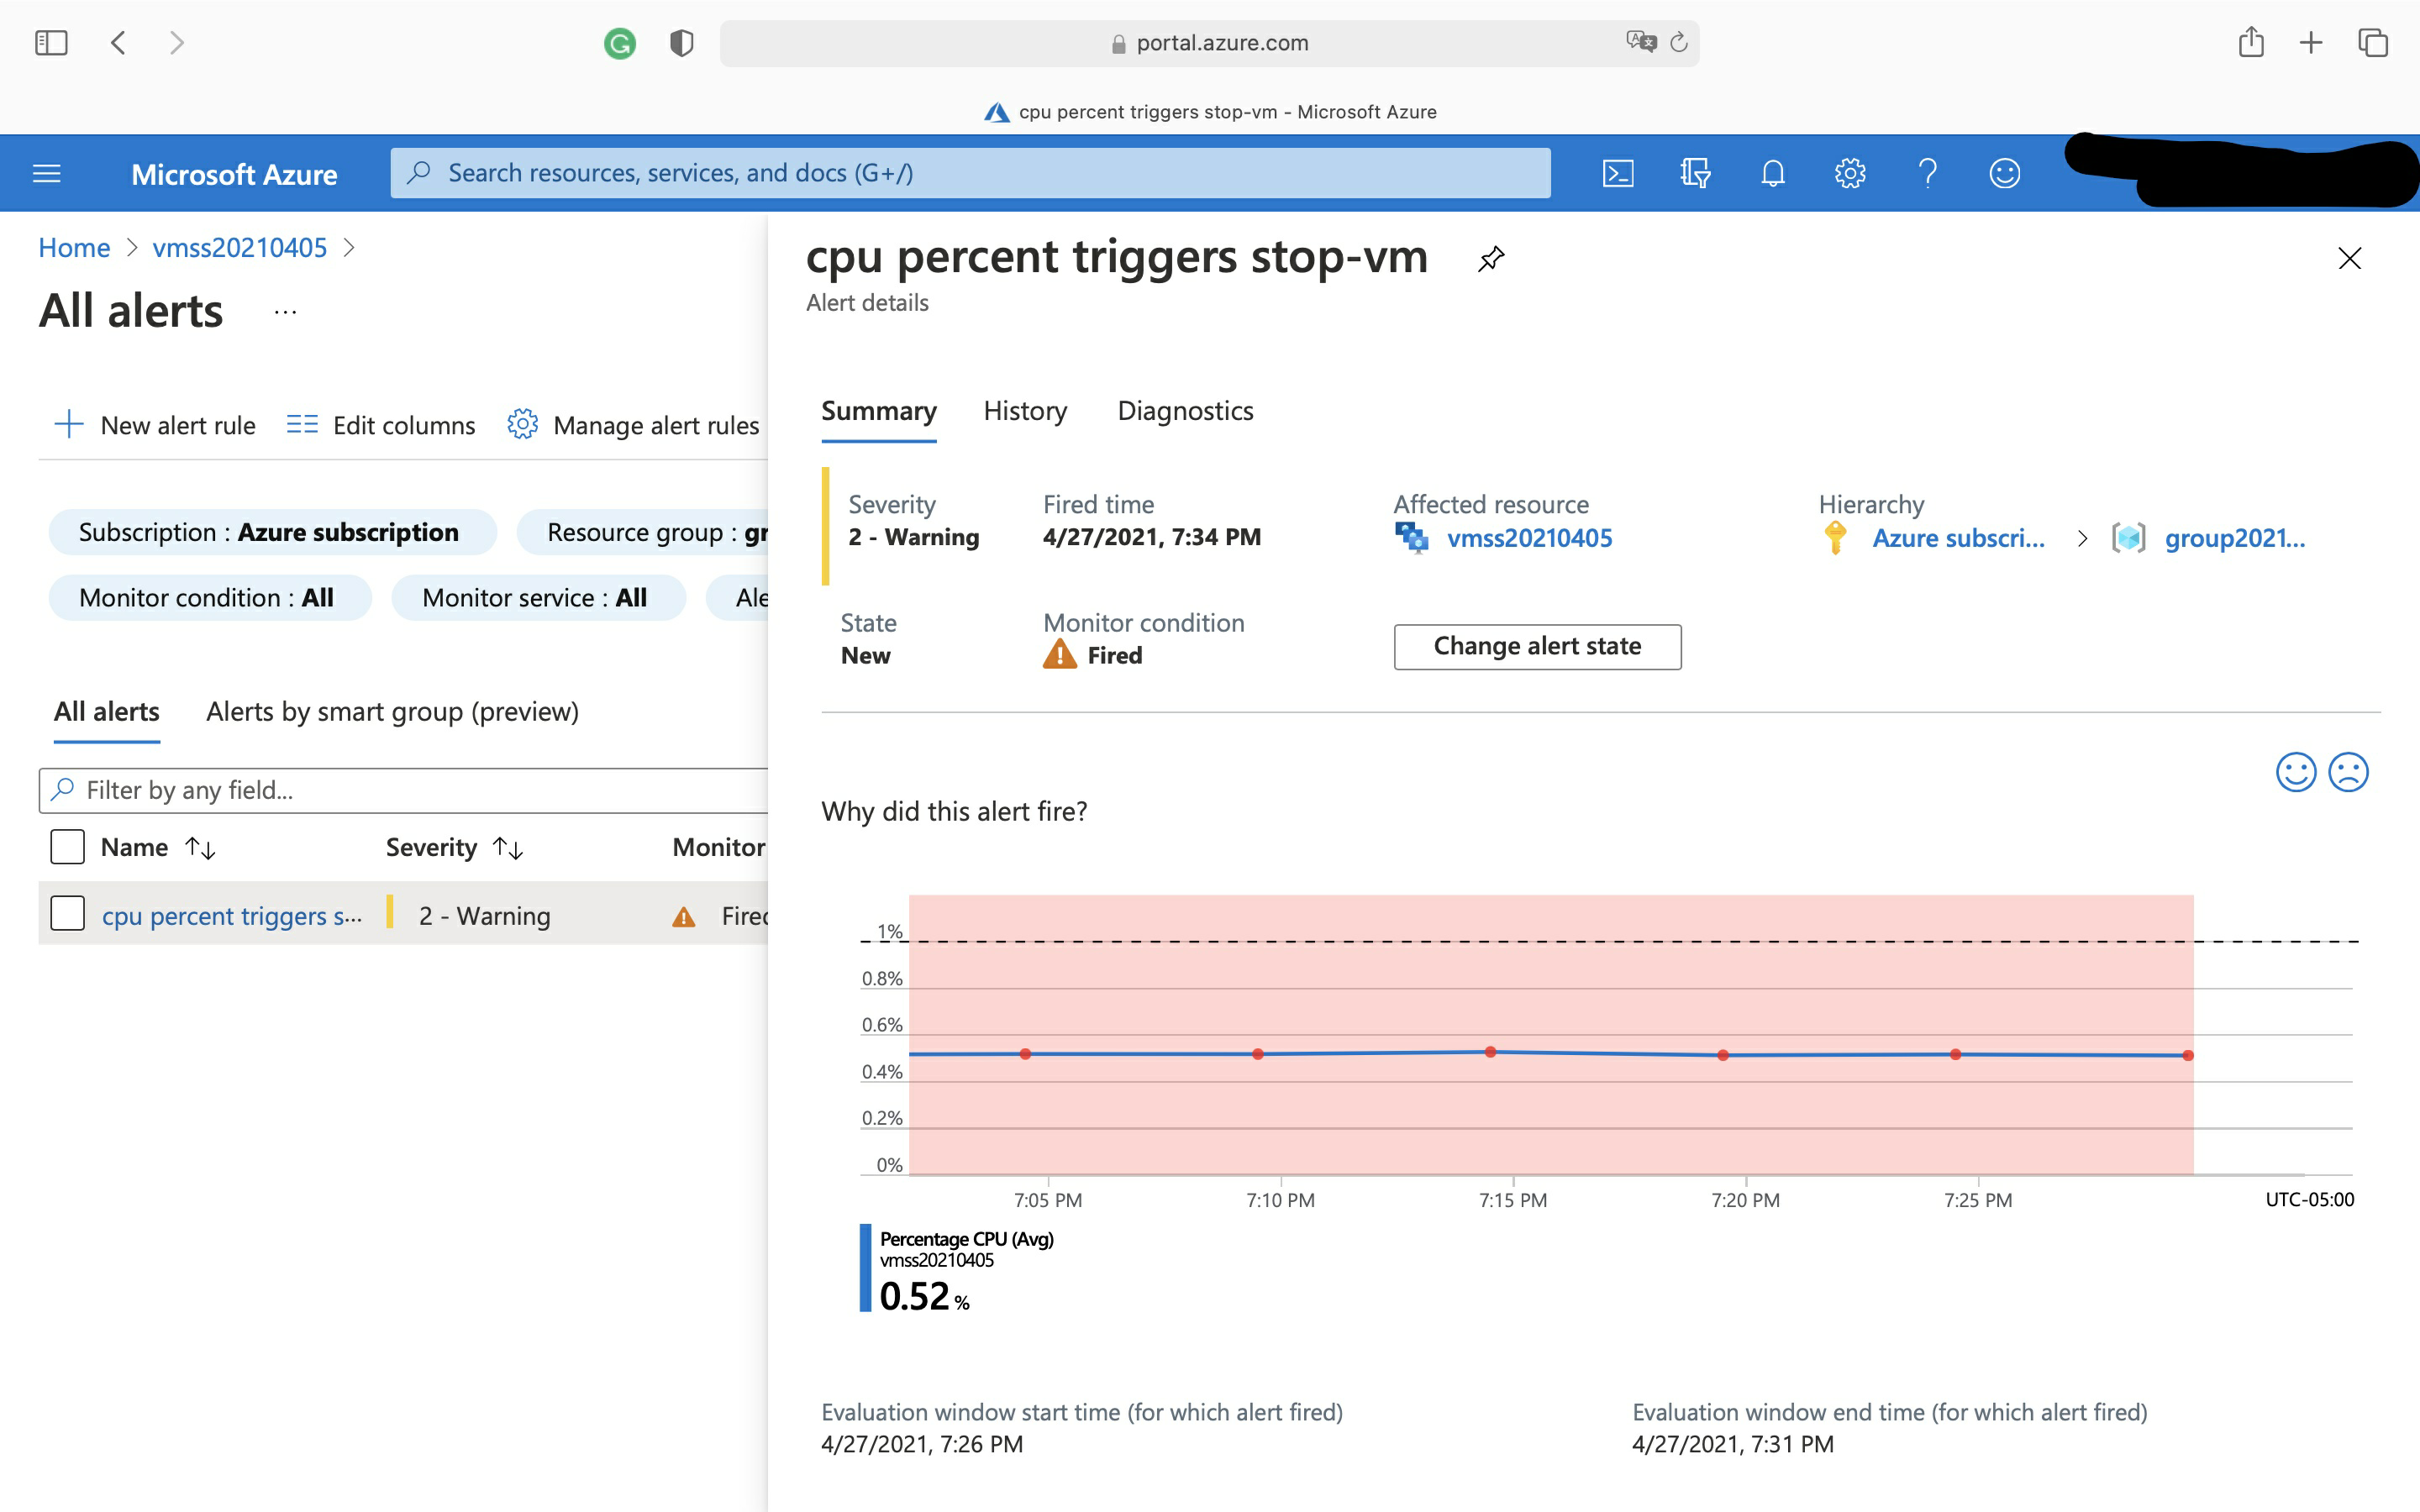 portal.azure.com
cpu percent triggers stop-vm - Microsoft Azure
Microsoft Azure
Search resources, services, and docs (G+/)
Home > vmss20210405 >
All alerts ...
New alert rule
Edit columns
Manage alert rules
Subscription : Azure subscription
Resource group : gr
Monitor condition : All
Monitor service : All
Ale
All alerts
Alerts by smart group (preview)
Filter by any field...
Name
Severity
Monitor
cpu percent triggers s...
2 - Warning
Fired
cpu percent triggers stop-vm
Alert details
Summary
History
Diagnostics
Severity
2 - Warning
Fired time
4/27/2021, 7:34 PM
Affected resource
vmss20210405
Hierarchy
Azure subscri... > group2021...
State
New
Monitor condition
Fired
Change alert state
Why did this alert fire?
1%
0.8%
0.6%
0.4%
0.2%
0%
7:05 PM
7:10 PM
7:15 PM
7:20 PM
7:25 PM
UTC-05:00
Percentage CPU (Avg)
vmss20210405
0.52 %
Evaluation window start time (for which alert fired)
4/27/2021, 7:26 PM
Evaluation window end time (for which alert fired)
4/27/2021, 7:31 PM